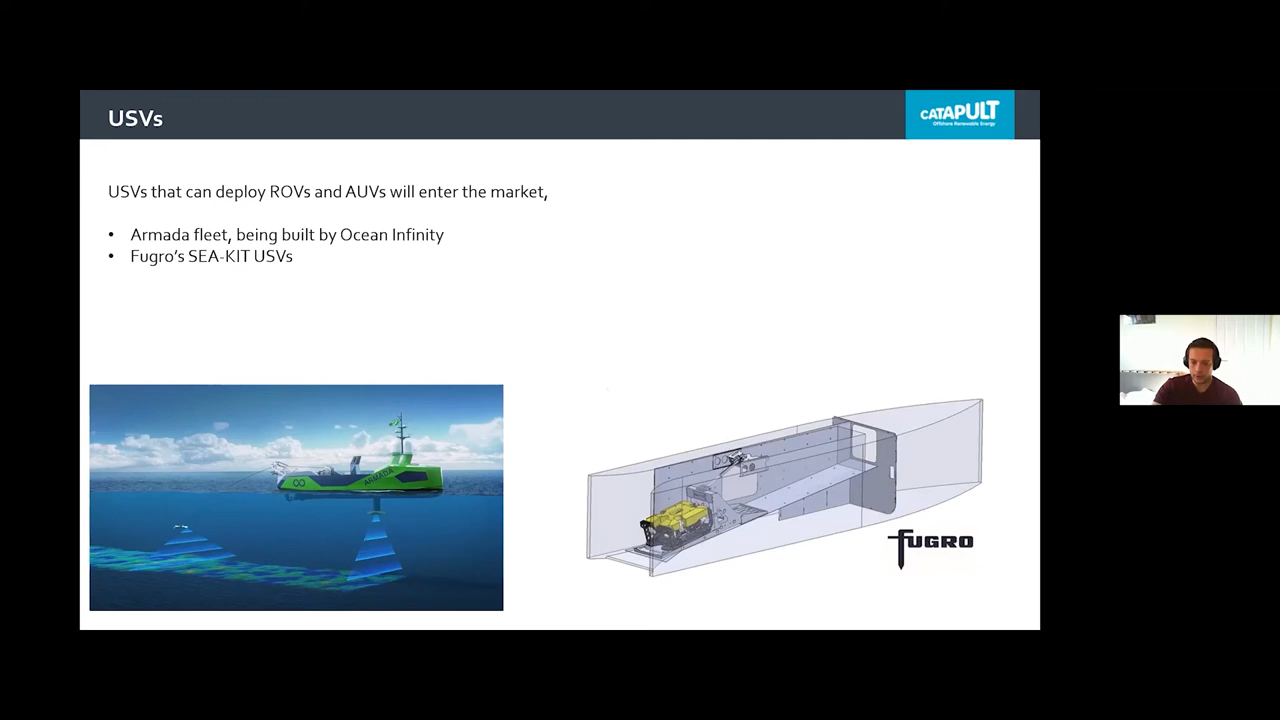 USVs
CATAPULT
Offshore Renewable Energy
USVs that can deploy ROVs and AUVs will enter the market,
• Armada fleet, being built by Ocean Infinity
• Fugro’s SEA-KIT USVs
ARMADA
FUGRO